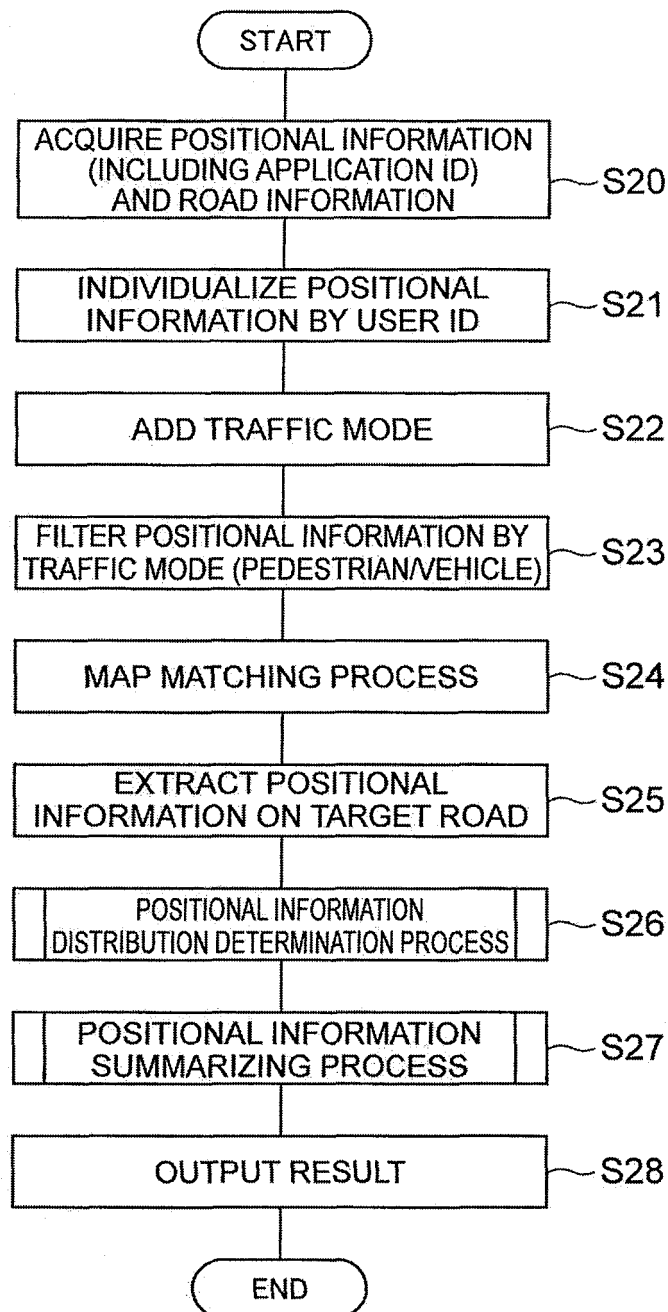 START
ACQUIRE POSITIONAL INFORMATION
(INCLUDING APPLICATION ID)
AND ROAD INFORMATION
S20
INDIVIDUALIZE POSITIONAL
INFORMATION BY USER ID
S21
ADD TRAFFIC MODE
S22
FILTER POSITIONAL INFORMATION BY
TRAFFIC MODE (PEDESTRIAN/VEHICLE)
S23
MAP MATCHING PROCESS
S24
EXTRACT POSITIONAL
INFORMATION ON TARGET ROAD
S25
POSITIONAL INFORMATION
DISTRIBUTION DETERMINATION PROCESS
S26
POSITIONAL INFORMATION
SUMMARIZING PROCESS
S27
OUTPUT RESULT
S28
END